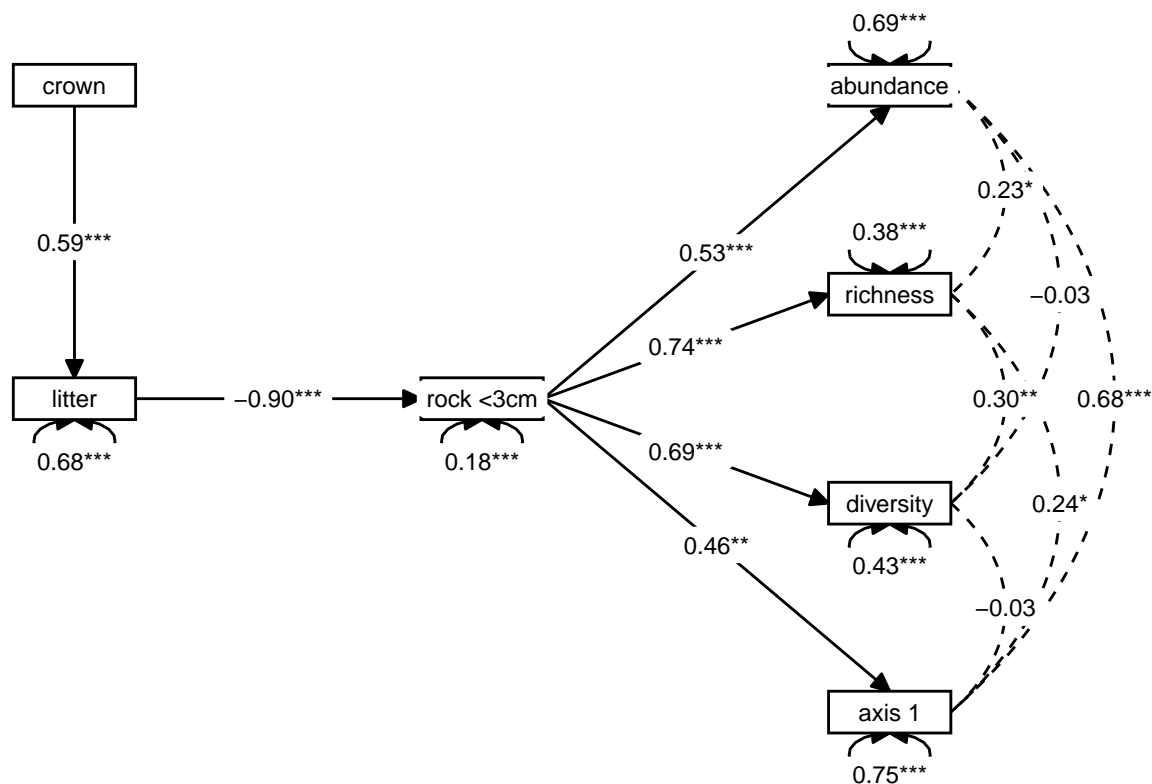 0.69***
crown
abundance
0.23*
0.59***
0.38***
0.53***
richness
−0.03
0.74***
litter
−0.90***
rock <3cm
0.30**
0.68***
0.68***
0.18***
0.69***
diversity
0.24*
0.46**
0.43***
−0.03
axis 1
0.75***